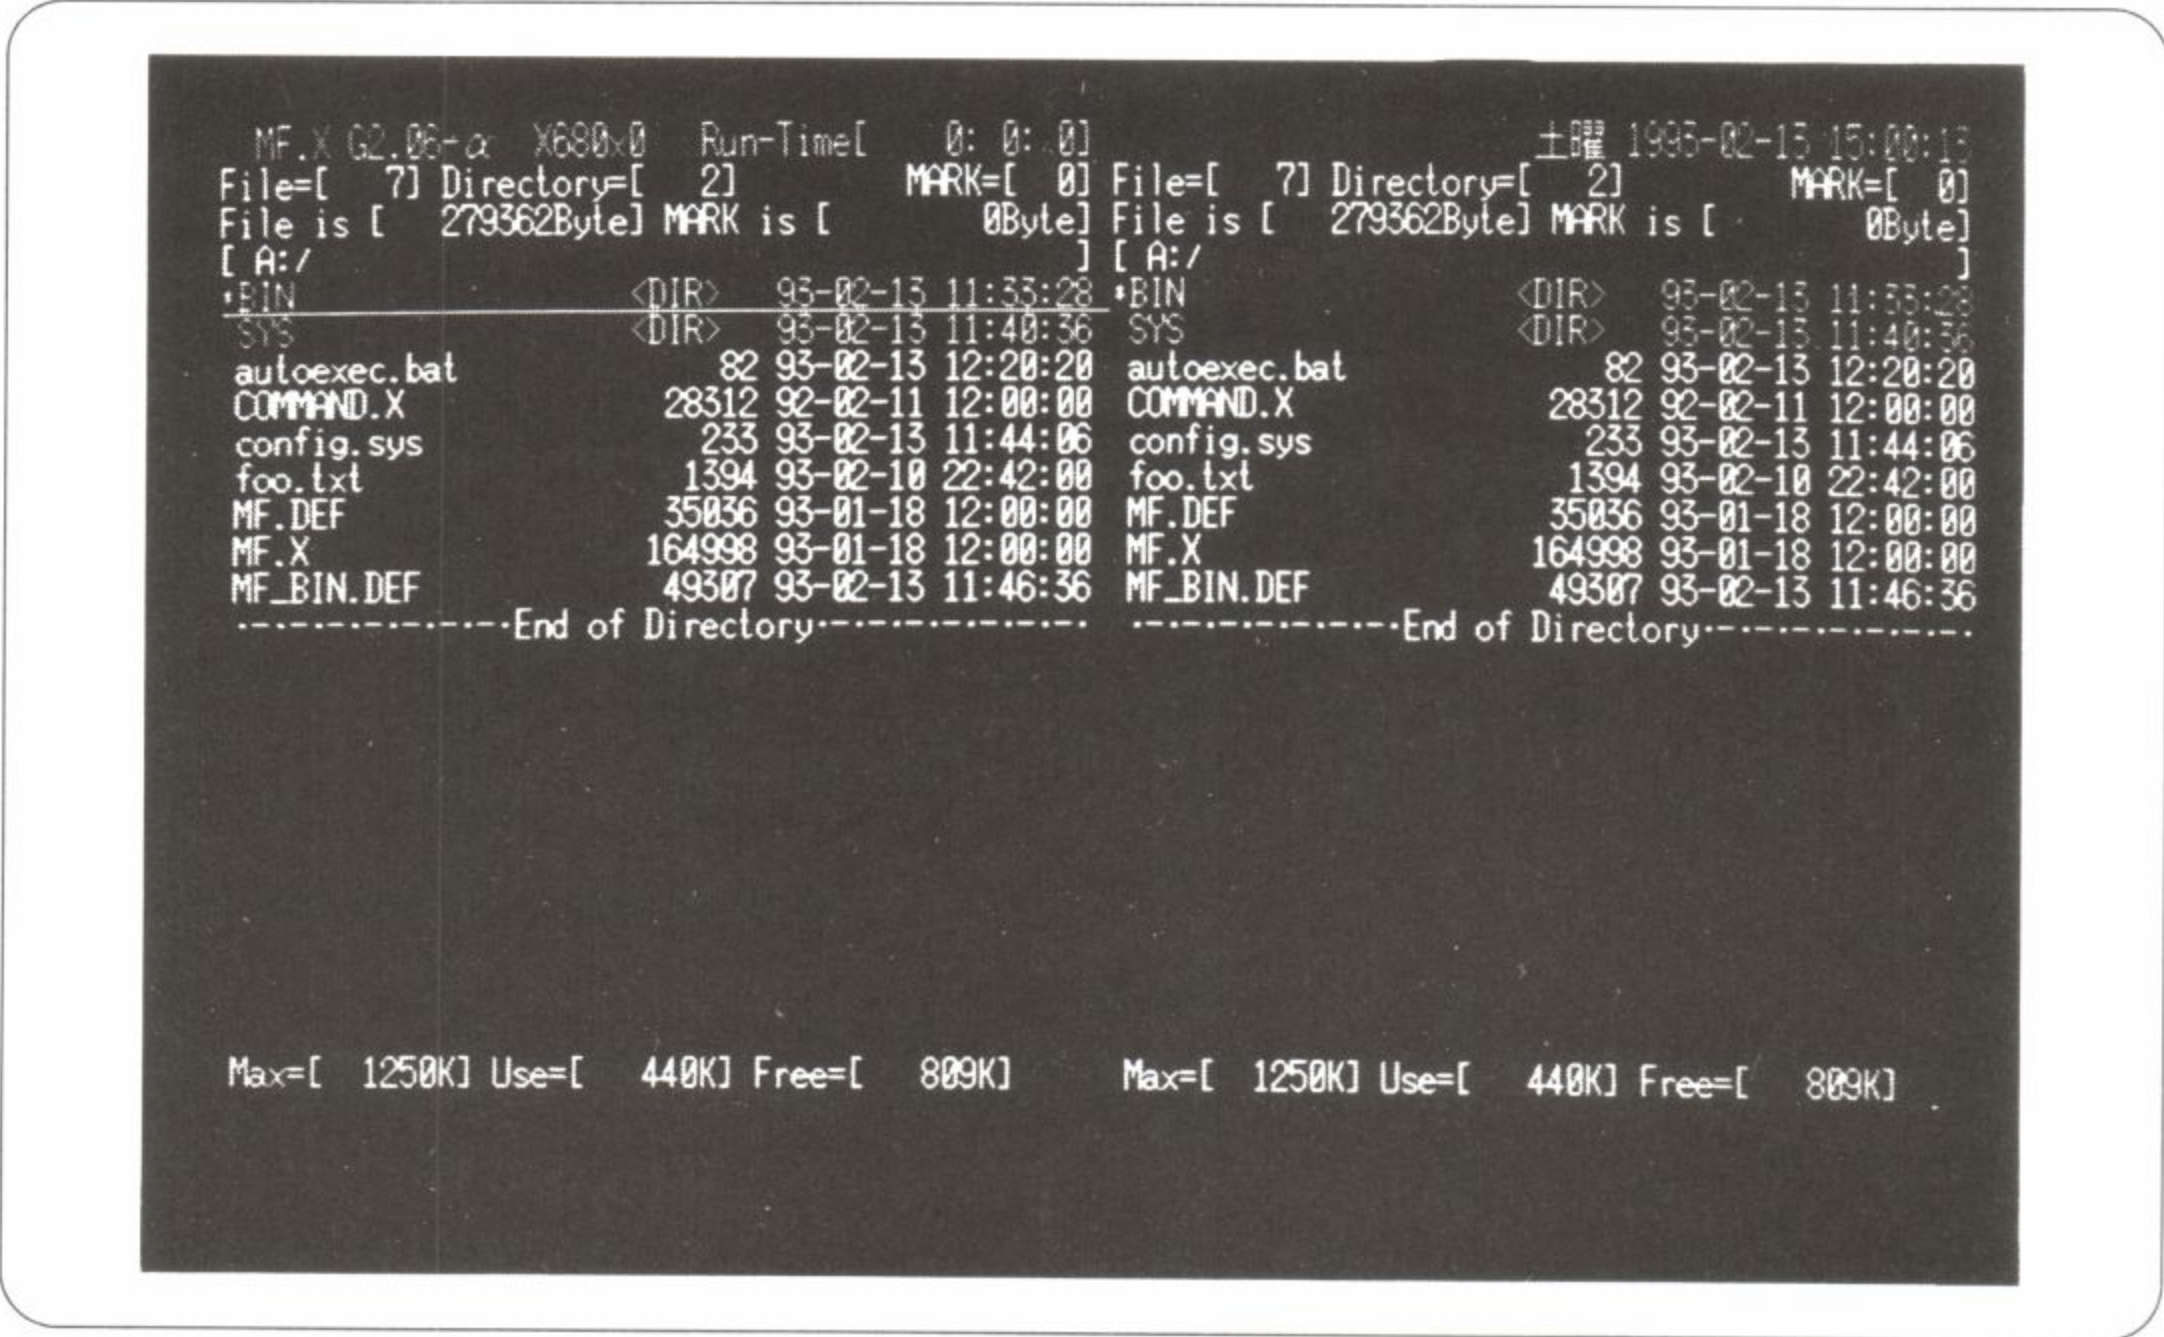 MF.X G2.06-α X680x0 Run-Time[ 0: 0: 0] 土曜 1993-02-13 15:00:13
File=[ 7] Directory=[ 2] MARK=[ 0] File=[ 7] Directory=[ 2] MARK=[ 0]
File is [ 279362Byte] MARK is [ 0Byte] File is [ 279362Byte] MARK is [ 0Byte]
[ A:/ ] [ A:/ ]
*BIN <DIR> 93-02-13 11:33:28 *BIN <DIR> 93-02-13 11:33:28
SYS <DIR> 93-02-13 11:40:36 SYS <DIR> 93-02-13 11:40:36
autoexec.bat 82 93-02-13 12:20:20 autoexec.bat 82 93-02-13 12:20:20
COMMAND.X 28312 92-02-11 12:00:00 COMMAND.X 28312 92-02-11 12:00:00
config.sys 233 93-02-13 11:44:06 config.sys 233 93-02-13 11:44:06
foo.txt 1394 93-02-10 22:42:00 foo.txt 1394 93-02-10 22:42:00
MF.DEF 35036 93-01-18 12:00:00 MF.DEF 35036 93-01-18 12:00:00
MF.X 164998 93-01-18 12:00:00 MF.X 164998 93-01-18 12:00:00
MF_BIN.DEF 49307 93-02-13 11:46:36 MF_BIN.DEF 49307 93-02-13 11:46:36
--------------End of Directory-------------- --------------End of Directory--------------
Max=[ 1250K] Use=[ 440K] Free=[ 809K] Max=[ 1250K] Use=[ 440K] Free=[ 809K]